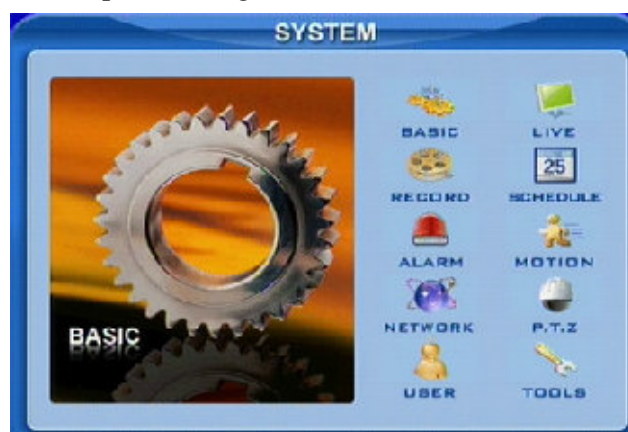 SYSTEM
BASIC LIVE
RECORD 25 SCHEDULE
ALARM MOTION
NETWORK P.T.Z
BASIC
USER TOOLS